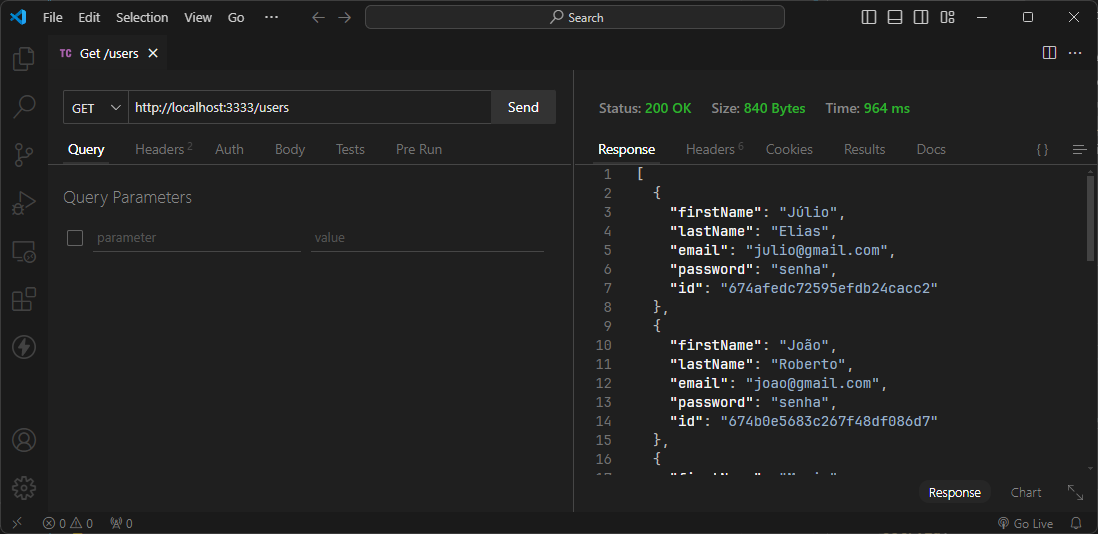 File Edit Selection View Go ··· Search
TC Get /users
GET http://localhost:3333/users Send
Status: 200 OK Size: 840 Bytes Time: 964 ms
Query Headers 2 Auth Body Tests Pre Run
Response Headers 6 Cookies Results Docs { }
Query Parameters
parameter value
1 [
2 {
3 "firstName": "Júlio",
4 "lastName": "Elias",
5 "email": "julio@gmail.com",
6 "password": "senha",
7 "id": "674afedc72595efdb24cacc2"
8 },
9 {
10 "firstName": "João",
11 "lastName": "Roberto",
12 "email": "joao@gmail.com",
13 "password": "senha",
14 "id": "674b0e5683c267f48df086d7"
15 },
16 {
Response Chart
0 0 0 Go Live